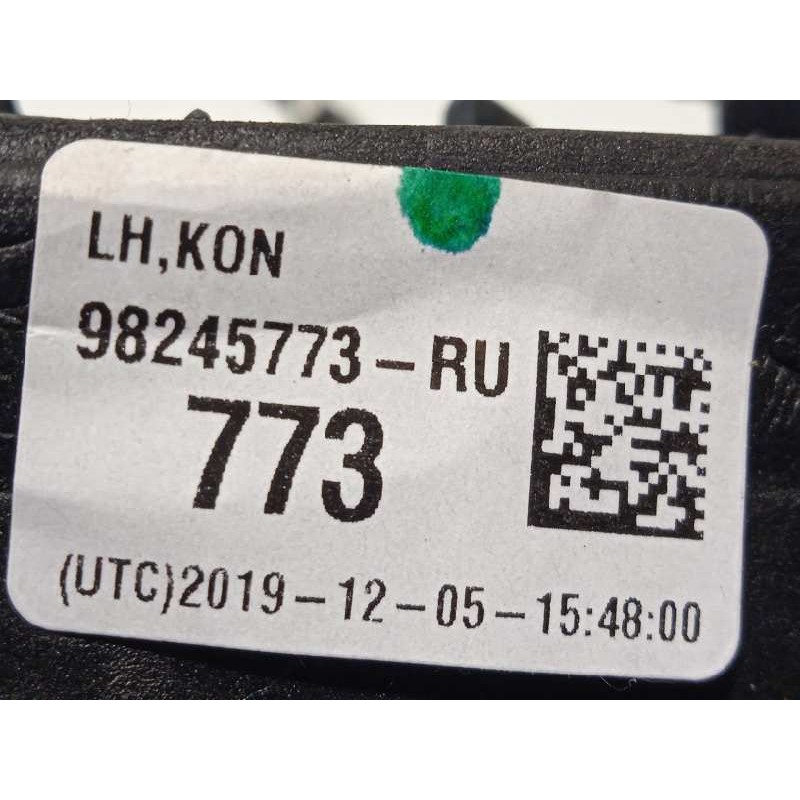 LH,KON
98245773-RU
773
(UTC)2019-12-05-15:48:00